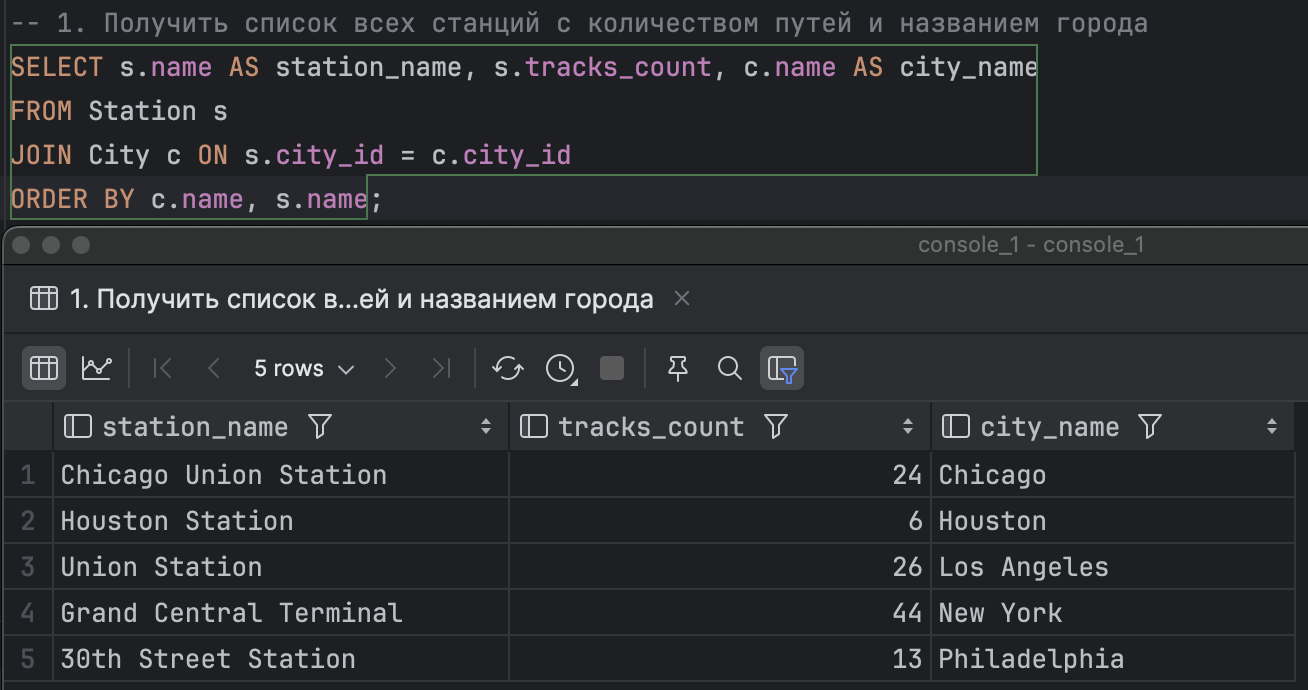 -- 1. Получить список всех станций с количеством путей и названием города
SELECT s.name AS station_name, s.tracks_count, c.name AS city_name
FROM Station s
JOIN City c ON s.city_id = c.city_id
ORDER BY c.name, s.name;
console_1 - console_1
1. Получить список в...ей и названием города
5 rows
station_name tracks_count city_name
1 Chicago Union Station 24 Chicago
2 Houston Station 6 Houston
3 Union Station 26 Los Angeles
4 Grand Central Terminal 44 New York
5 30th Street Station 13 Philadelphia